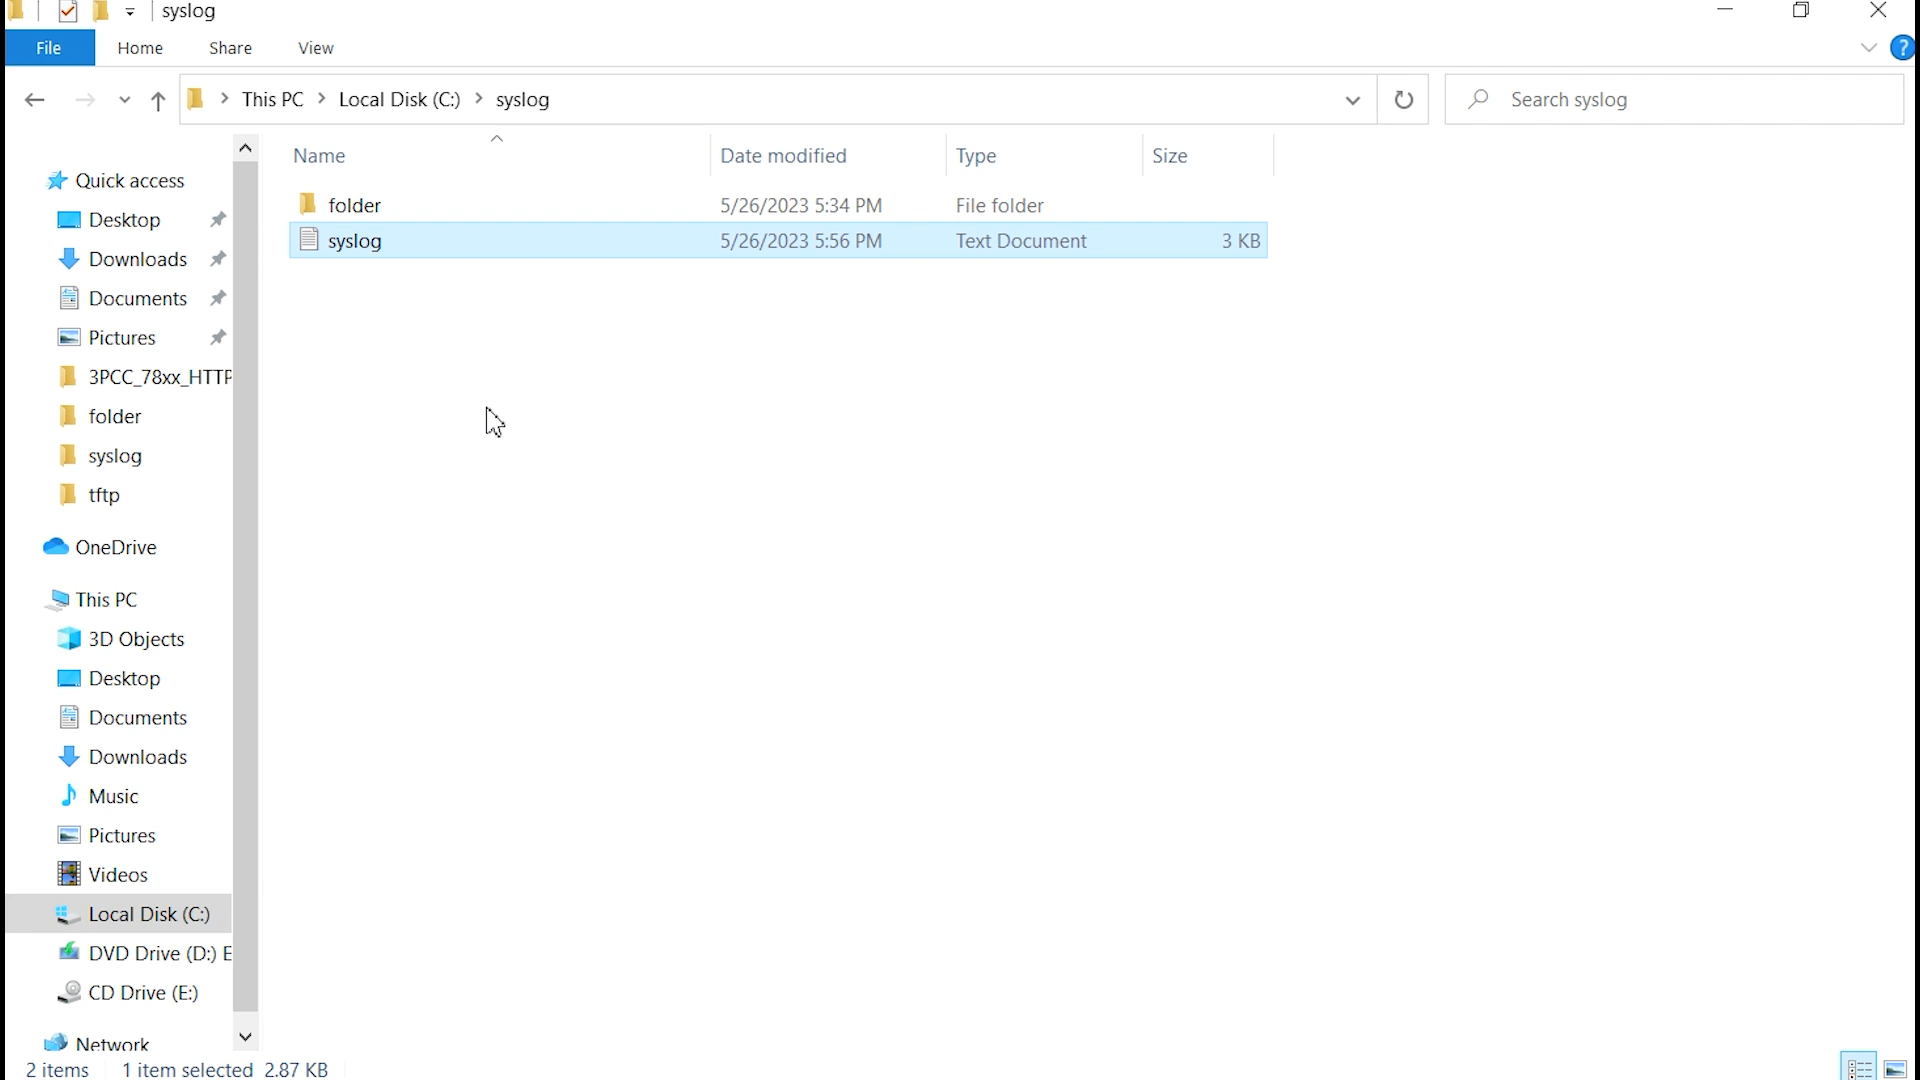 syslog
File Home Share View
?
This PC Local Disk (C:) syslog
Search syslog
Name Date modified Type Size
folder 5/26/2023 5:34 PM File folder
syslog 5/26/2023 5:56 PM Text Document 3 KB
Quick access
Desktop
Downloads
Documents
Pictures
3PCC_78xx_HTTP
folder
syslog
tftp
OneDrive
This PC
3D Objects
Desktop
Documents
Downloads
Music
Pictures
Videos
Local Disk (C:)
DVD Drive (D:) E
CD Drive (E:)
Network
2 items 1 item selected 2.87 KB